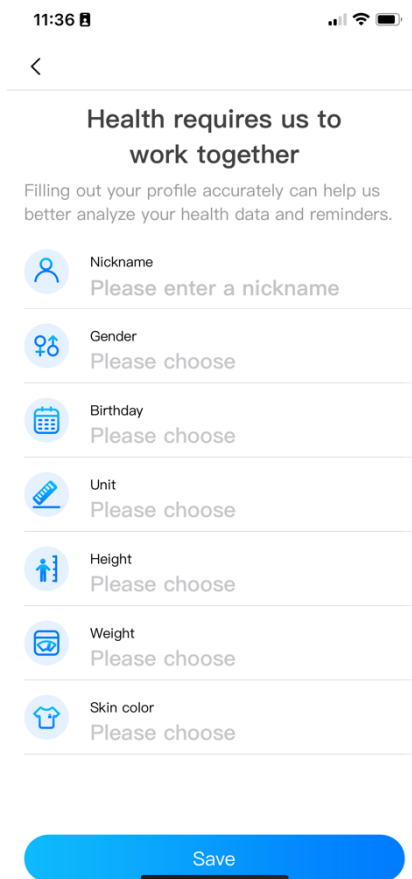 11:36
Health requires us to
work together
Filling out your profile accurately can help us
better analyze your health data and reminders.
Nickname
Please enter a nickname
Gender
Please choose
Birthday
Please choose
Unit
Please choose
Height
Please choose
Weight
Please choose
Skin color
Please choose
Save